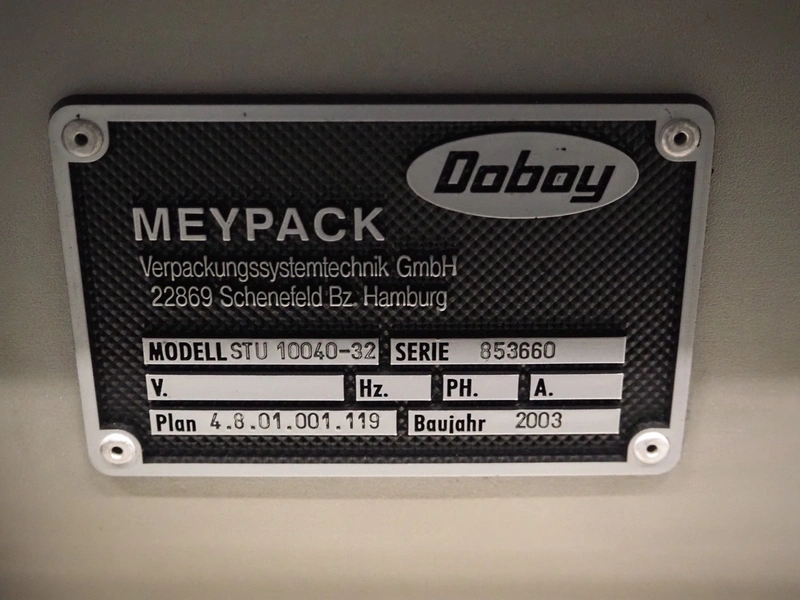 Doboy
MEYPACK
Verpackungssystemtechnik GmbH
22869 Schenefeld Bz. Hamburg
MODELL STU 10040-32 SERIE 853660
V. Hz. PH. A.
Plan 4.8.01.001.119 Baujahr 2003